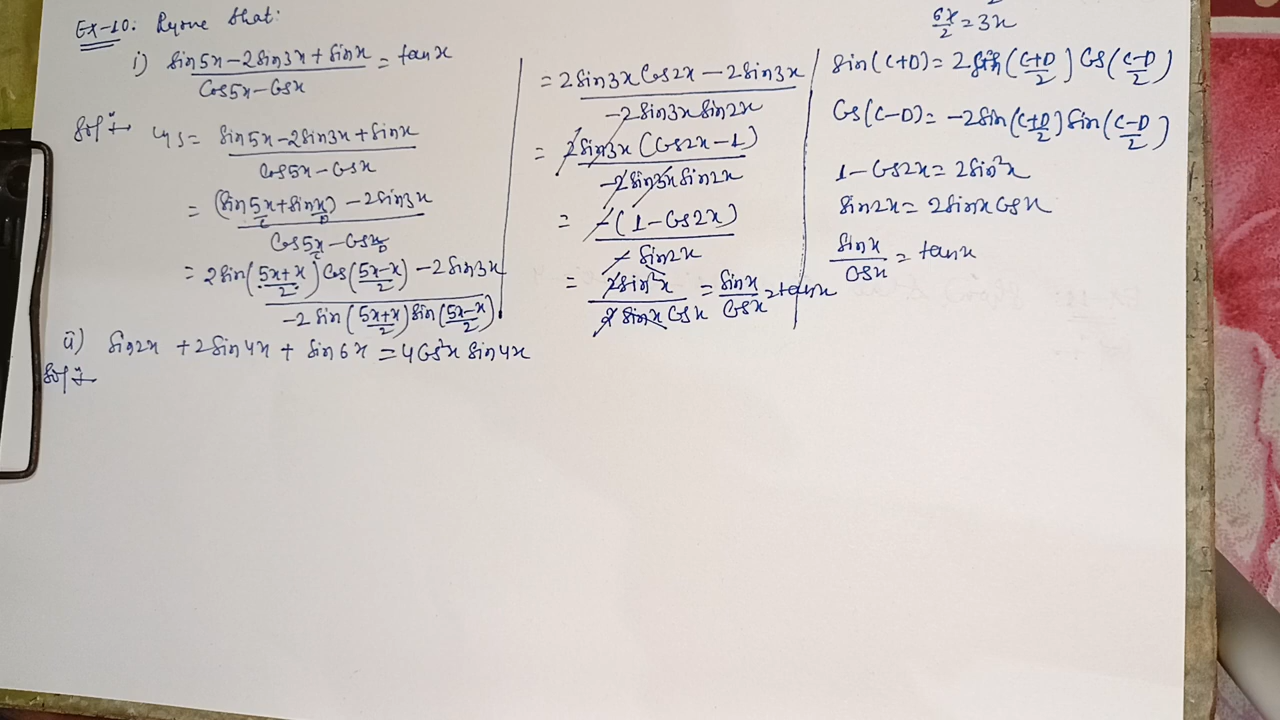 Ex-10: Prove that:
i) sin5x-2sin3x+sinx / cos5x-cosx = tanx
Sol:- LHS = sin5x-2sin3x+sinx / cos5x-cosx
= (sin5x+sinx)-2sin3x / cos5x-cosx
C D
C D
= 2sin(5x+x/2)cos(5x-x/2)-2sin3x / -2sin(5x+x/2)sin(5x-x/2)
= 2sin3x cos2x-2sin3x / -2sin3x sin2x
= 2sin3x(cos2x-1) / -2sin3x sin2x
= -(1-cos2x) / -sin2x
= 2sin²x / 2sinx cosx = sinx / cosx = tanx
6x/2 = 3x
sin(C+D) = 2sin(C+D/2)cos(C-D/2)
cos(C-D) = -2sin(C+D/2)sin(C-D/2)
1-cos2x = 2sin²x
sin2x = 2sinx cosx
sinx / cosx = tanx
ii) sin2x+2sin4x+sin6x = 4cos²x sin4x
Sol:-